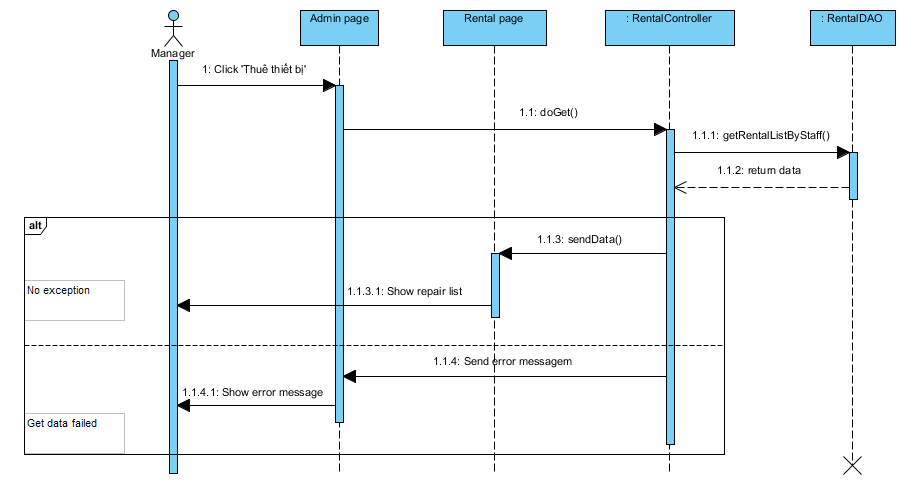 Admin page
Rental page
: RentalController
: RentalDAO
Manager
1: Click 'Thuê thiết bị'
1.1: doGet()
1.1.1: getRentalListByStaff()
1.1.2: return data
alt
1.1.3: sendData()
No exception
1.1.3.1: Show repair list
1.1.4: Send error messagem
1.1.4.1: Show error message
Get data failed